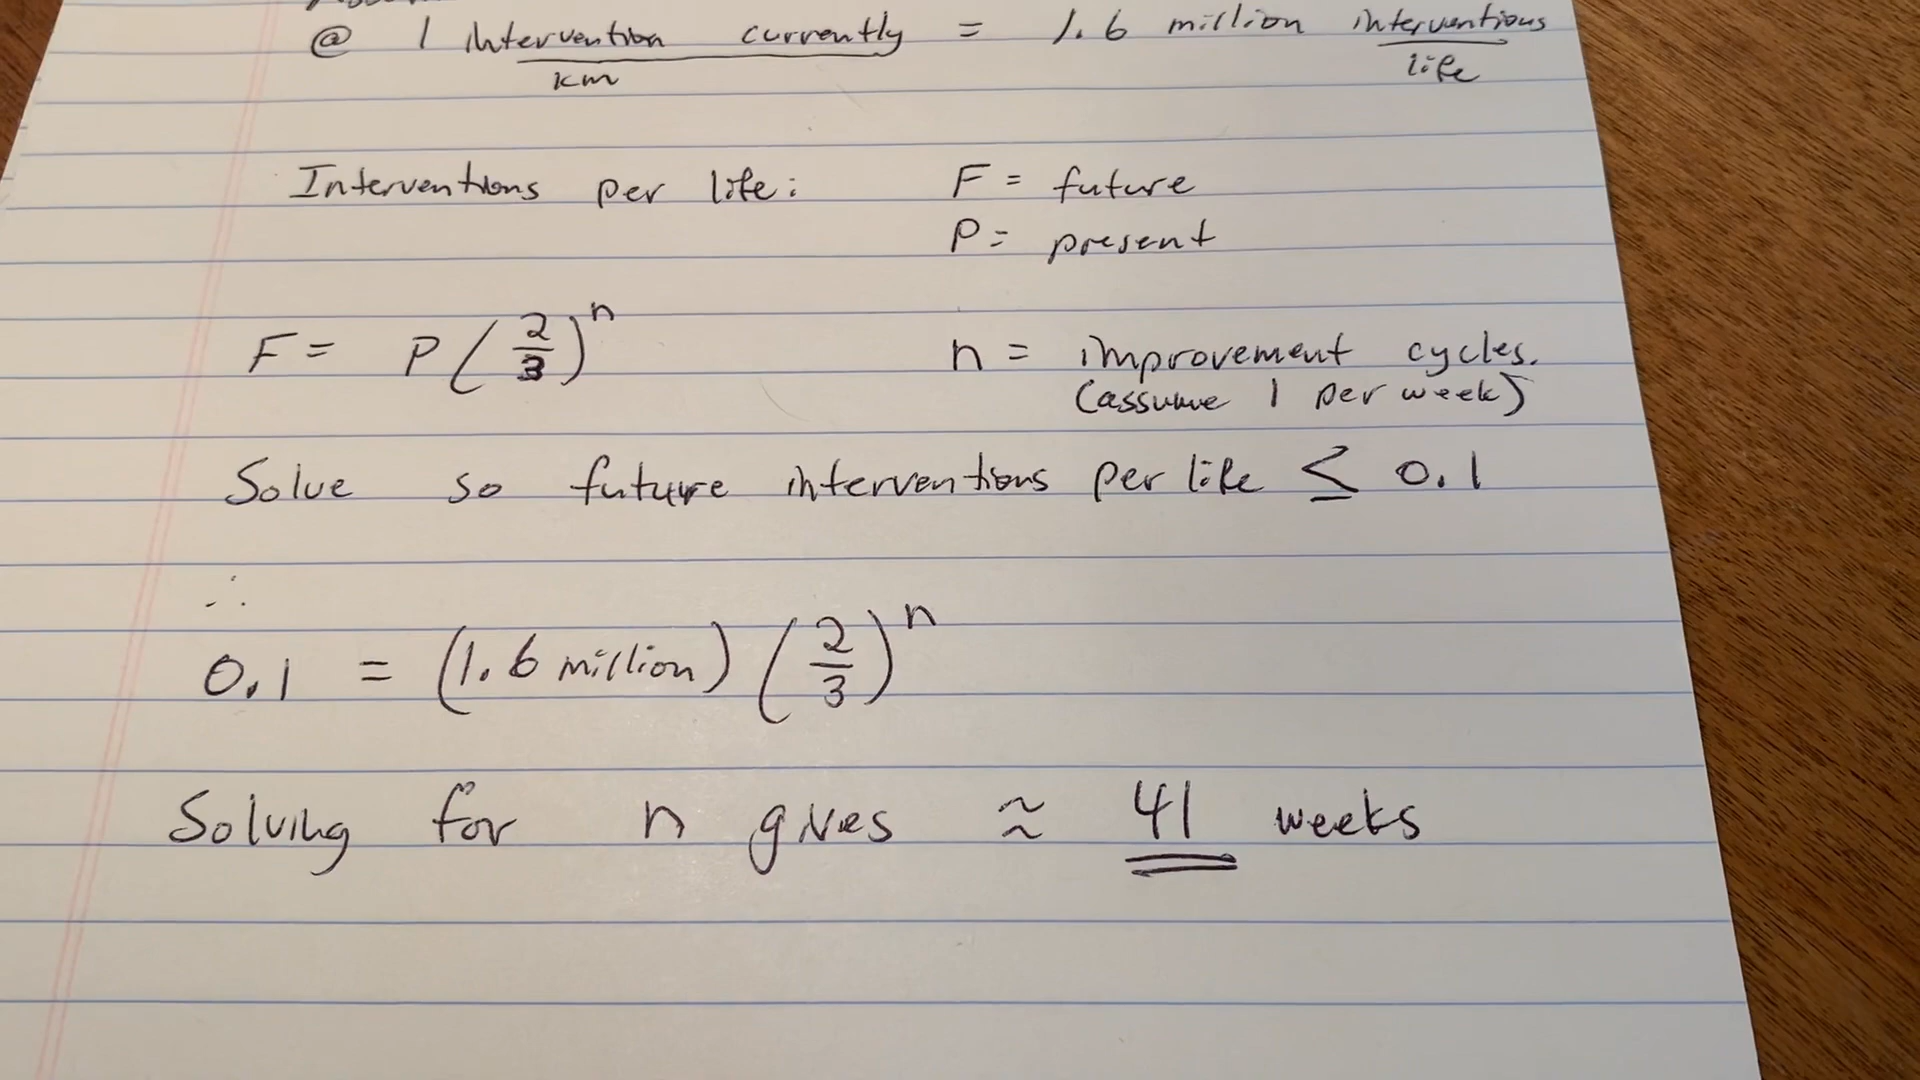 @ 1 intervention currently = 1.6 million interventions
km life
Interventions per life: F = future
P = present
F = P (2/3)^n n = improvement cycles.
(assume 1 per week)
Solve so future interventions per life ≤ 0.1
∴
0.1 = (1.6 million) (2/3)^n
Solving for n gives ≈ 41 weeks